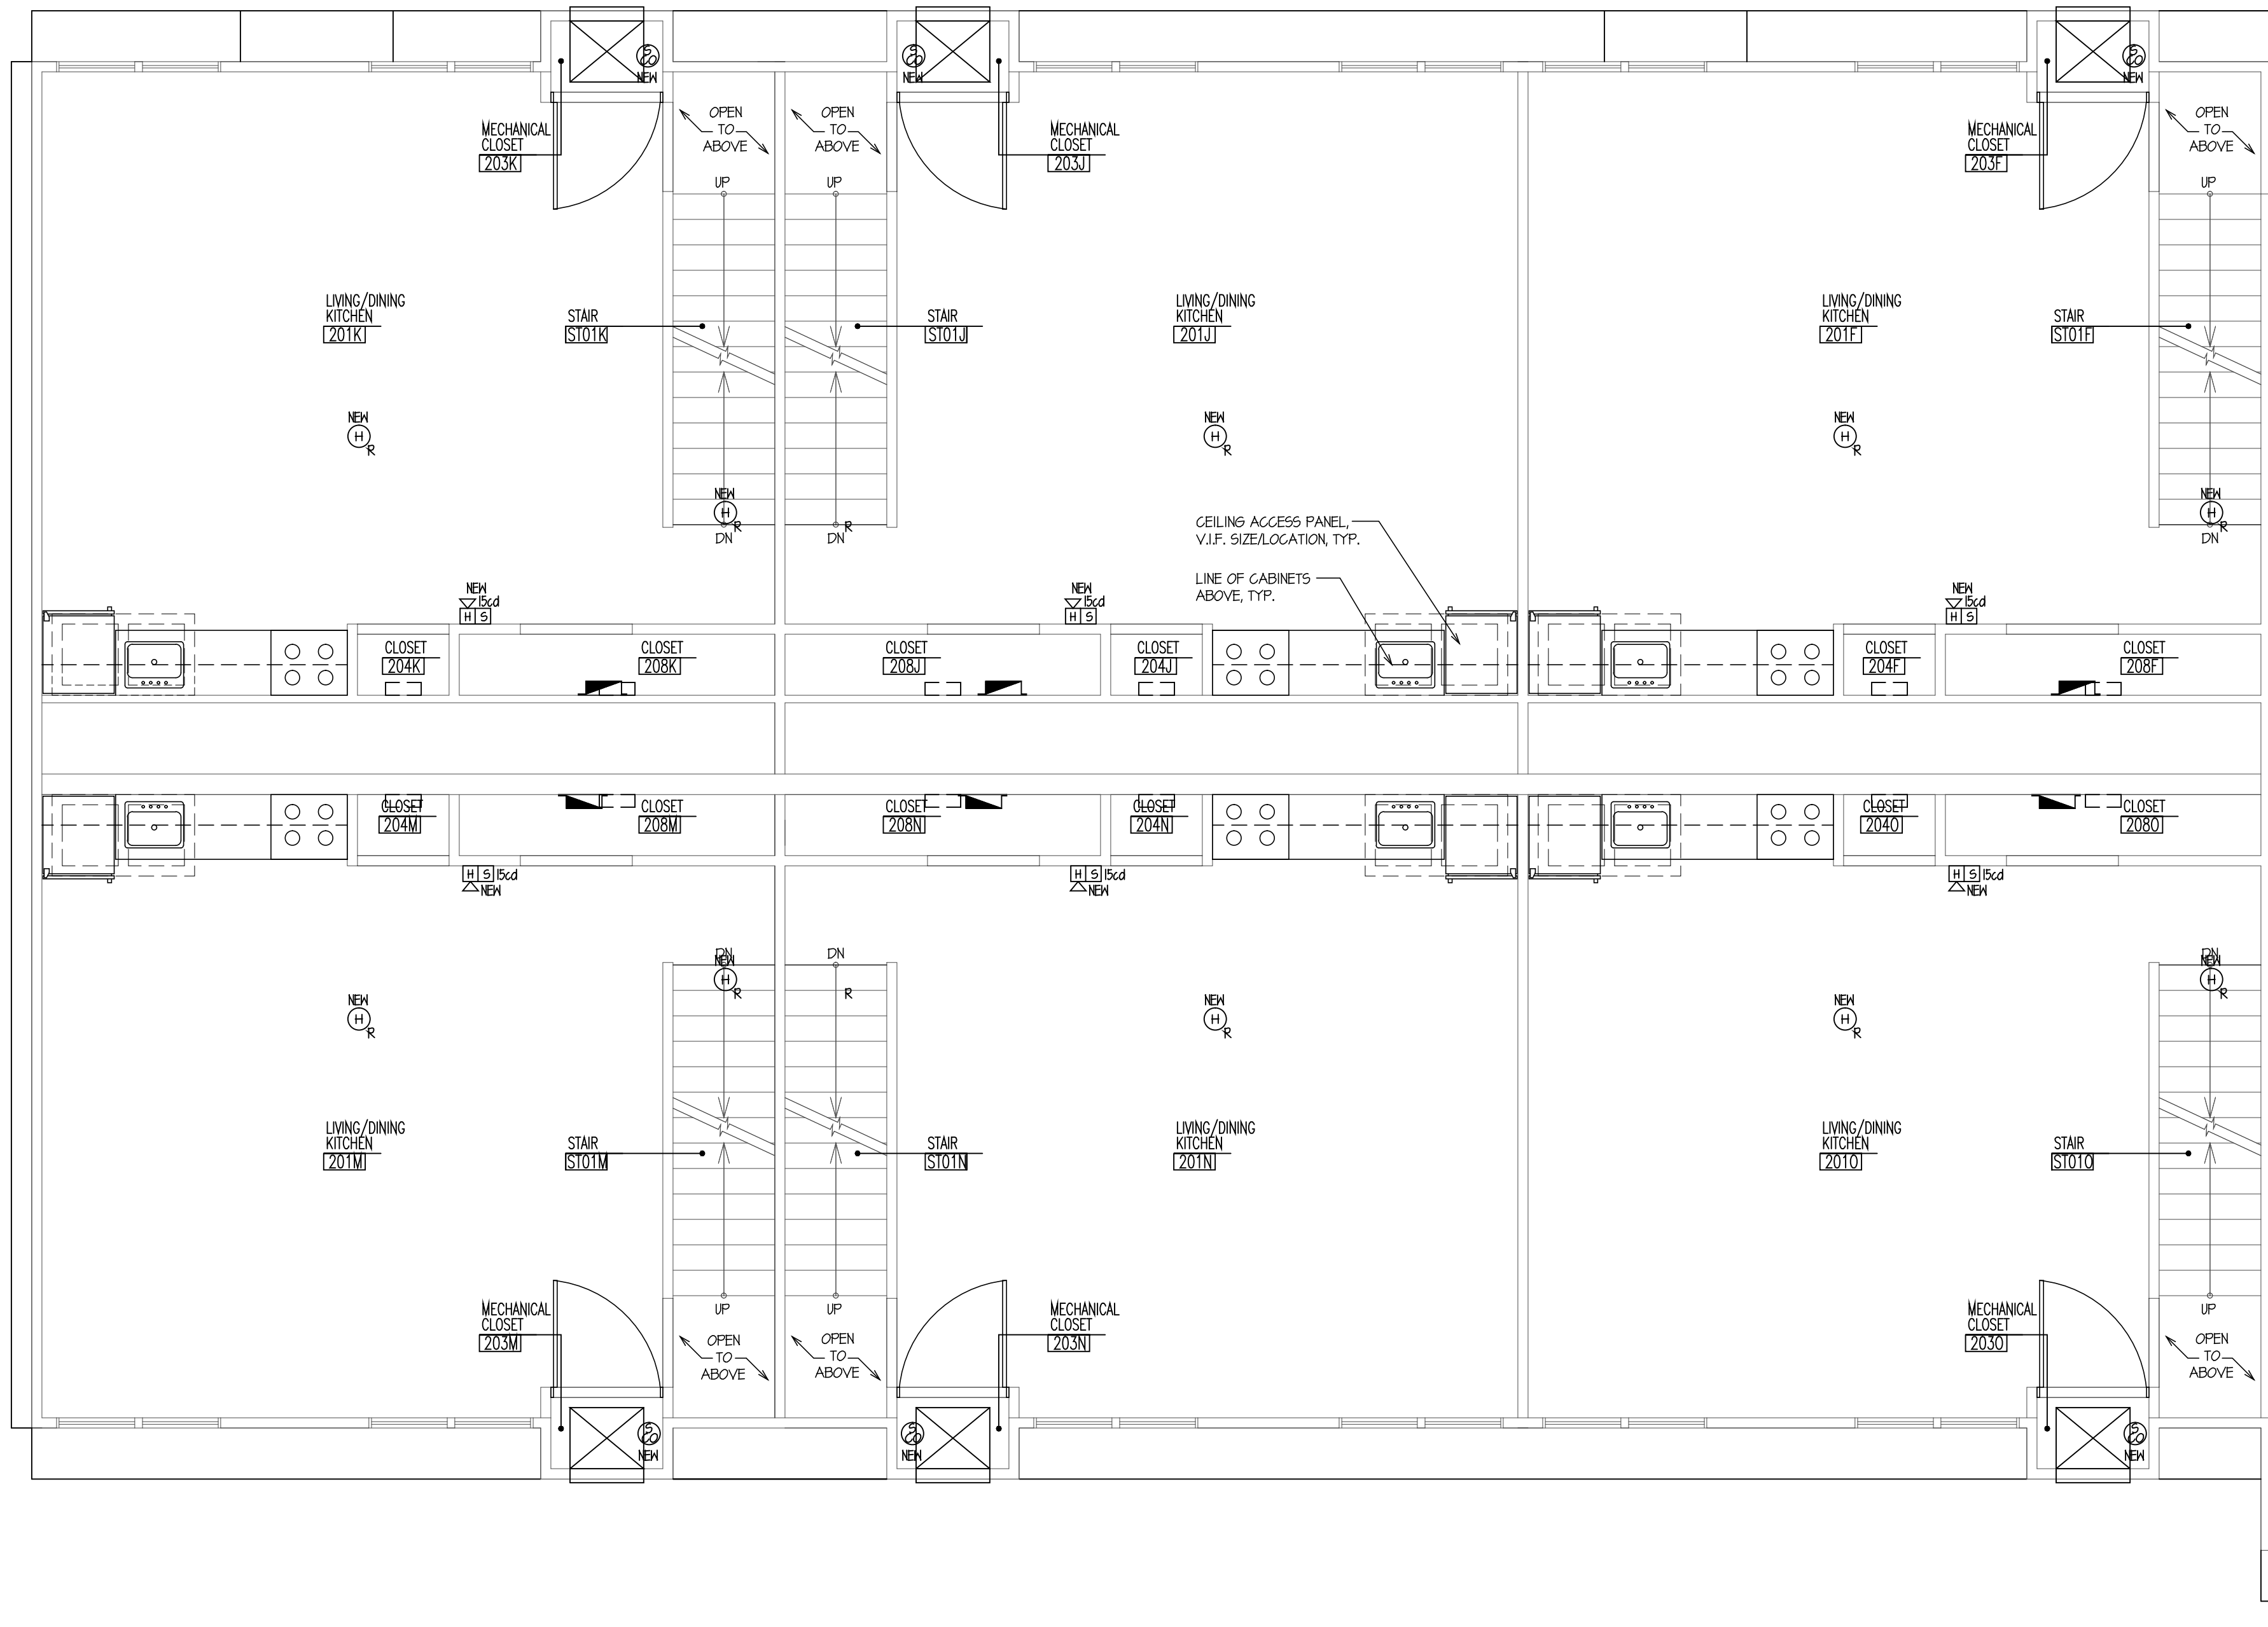 S
CO
NEW
S
CO
NEW
S
CO
NEW
OPEN
TO
ABOVE
OPEN
TO
ABOVE
OPEN
TO
ABOVE
MECHANICAL
CLOSET
203K
MECHANICAL
CLOSET
203J
MECHANICAL
CLOSET
203F
UP
UP
UP
LIVING/DINING
KITCHEN
201K
STAIR
ST01K
STAIR
ST01J
LIVING/DINING
KITCHEN
201J
LIVING/DINING
KITCHEN
201F
STAIR
ST01F
NEW
H
R
NEW
H
R
NEW
H
R
NEW
H
R
DN
R
DN
NEW
H
R
DN
CEILING ACCESS PANEL,
V.I.F. SIZE/LOCATION, TYP.
LINE OF CABINETS
ABOVE, TYP.
NEW
15cd
H S
NEW
15cd
H S
NEW
15cd
H S
CLOSET
204K
CLOSET
208K
CLOSET
208J
CLOSET
204J
CLOSET
204F
CLOSET
208F
CLOSET
204M
CLOSET
208M
CLOSET
208N
CLOSET
204N
CLOSET
204O
CLOSET
208O
H S 15cd
NEW
H S 15cd
NEW
H S 15cd
NEW
DN
NEW
H
R
DN
R
DN
NEW
H
R
NEW
H
R
NEW
H
R
NEW
H
R
LIVING/DINING
KITCHEN
201M
STAIR
ST01M
STAIR
ST01N
LIVING/DINING
KITCHEN
201N
LIVING/DINING
KITCHEN
201O
STAIR
ST01O
MECHANICAL
CLOSET
203M
MECHANICAL
CLOSET
203N
MECHANICAL
CLOSET
203O
UP
UP
UP
OPEN
TO
ABOVE
OPEN
TO
ABOVE
OPEN
TO
ABOVE
S
CO
NEW
S
CO
NEW
S
CO
NEW